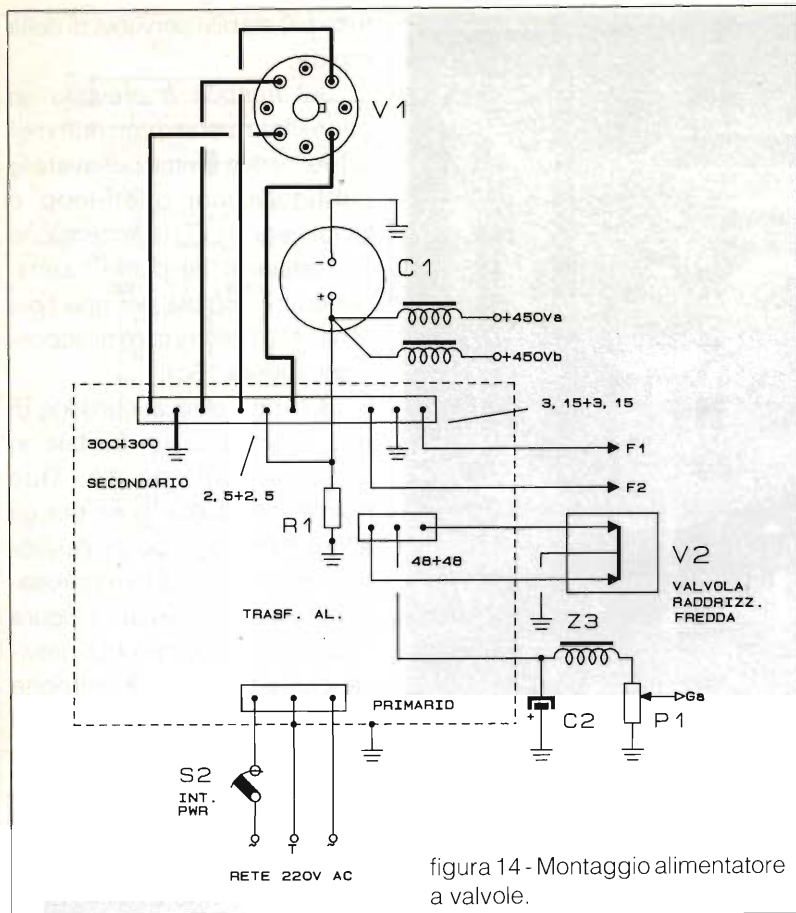 V1
C1
-
+
+450Va
+450Vb
3, 15+3, 15
300+300
SECONDARIO
2, 5+2, 5
F1
F2
R1
48+48
V2
VALVOLA
RADDRIZZ.
FREDDA
TRASF. AL.
Z3
PRIMARIO
Ga
+
C2
P1
S2
INT.
PWR
~
T
~
RETE 220V AC
figura 14 - Montaggio alimentatore
a valvole.